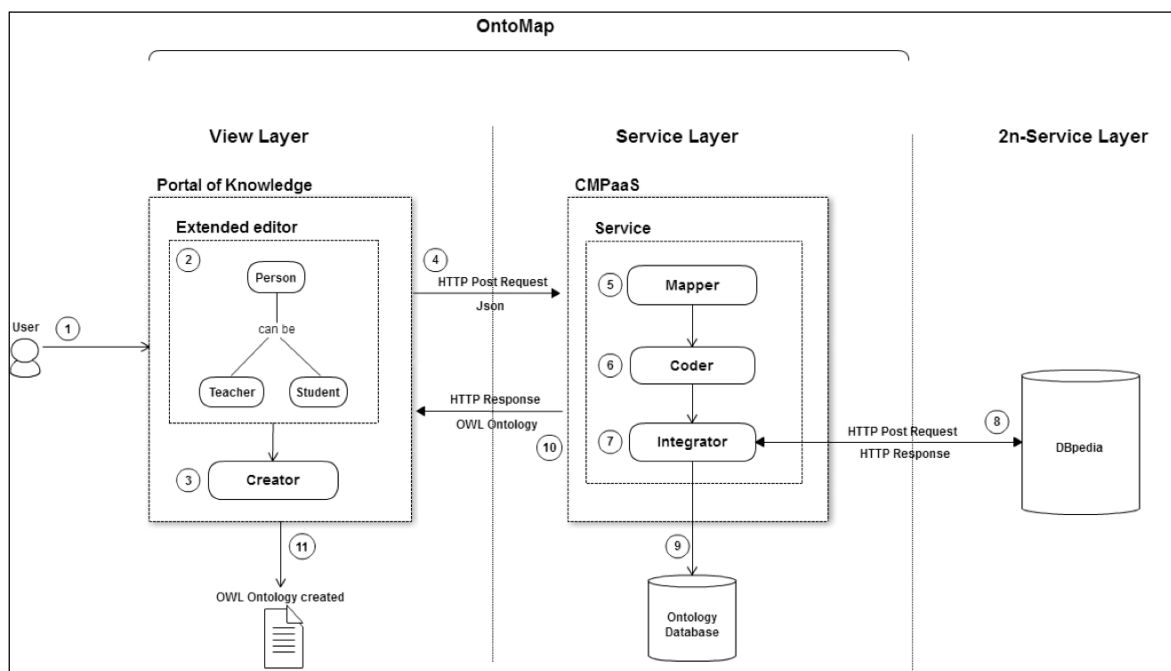 OntoMap
View Layer
Service Layer
2n-Service Layer
Portal of Knowledge
CMPaaS
Extended editor
Service
2
Person
can be
Teacher
Student
User
1
4
HTTP Post Request
Json
5
Mapper
6
Coder
HTTP Response
OWL Ontology
10
7
Integrator
HTTP Post Request
HTTP Response
8
DBpedia
3
Creator
11
OWL Ontology created
9
Ontology
Database